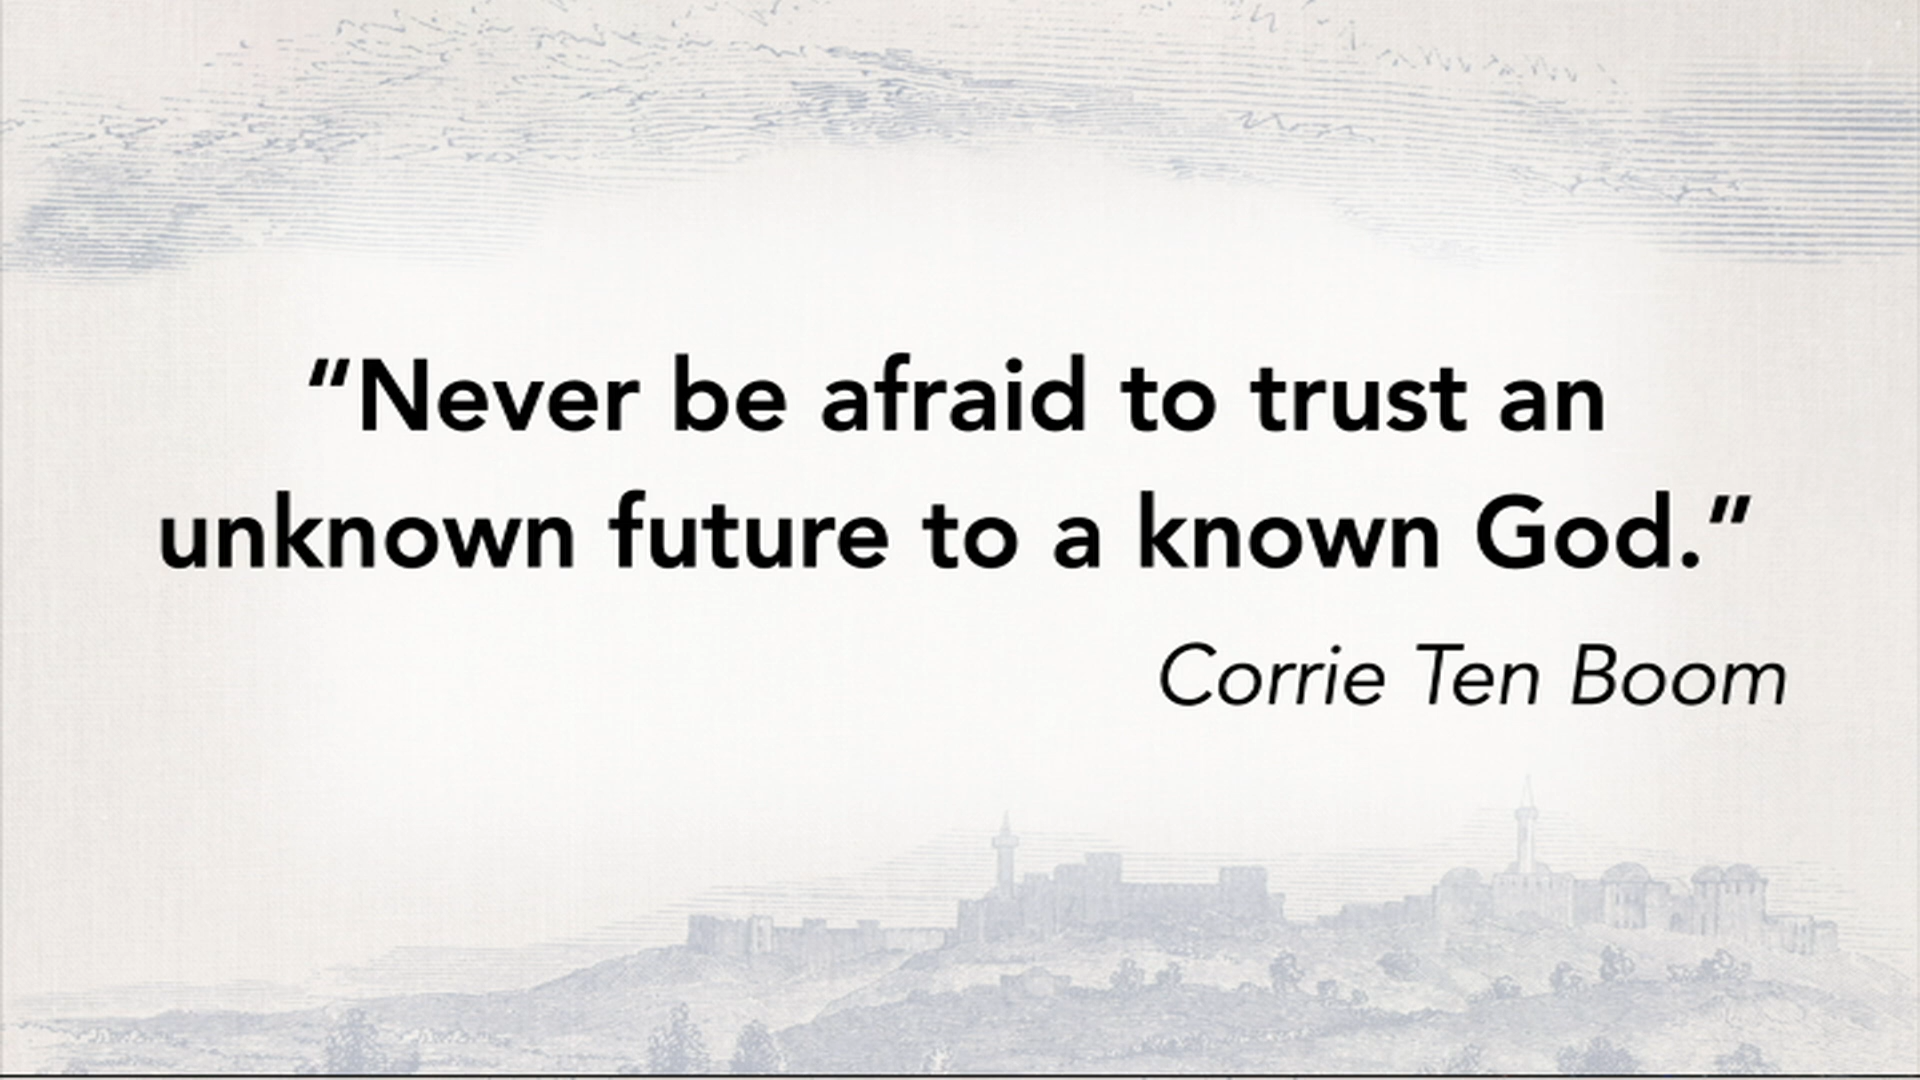 “Never be afraid to trust an
unknown future to a known God.”
Corrie Ten Boom